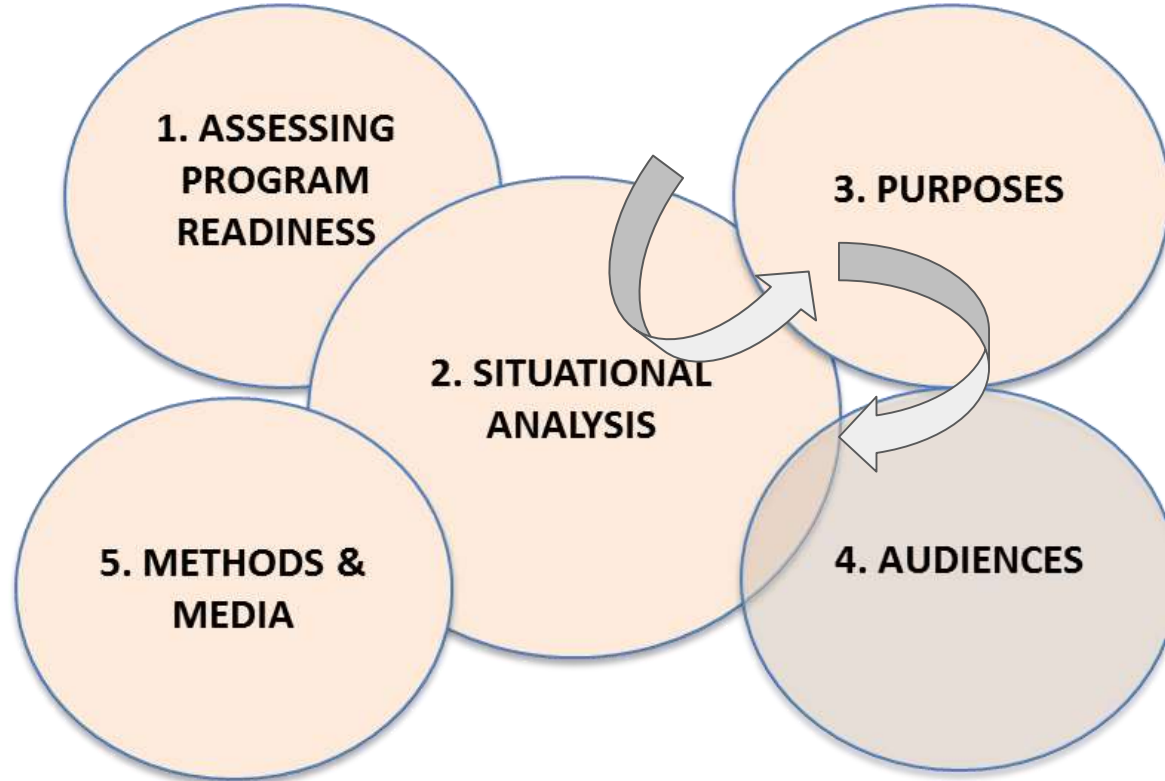 1. ASSESSING
PROGRAM
READINESS
2. SITUATIONAL
ANALYSIS
3. PURPOSES
4. AUDIENCES
5. METHODS &
MEDIA